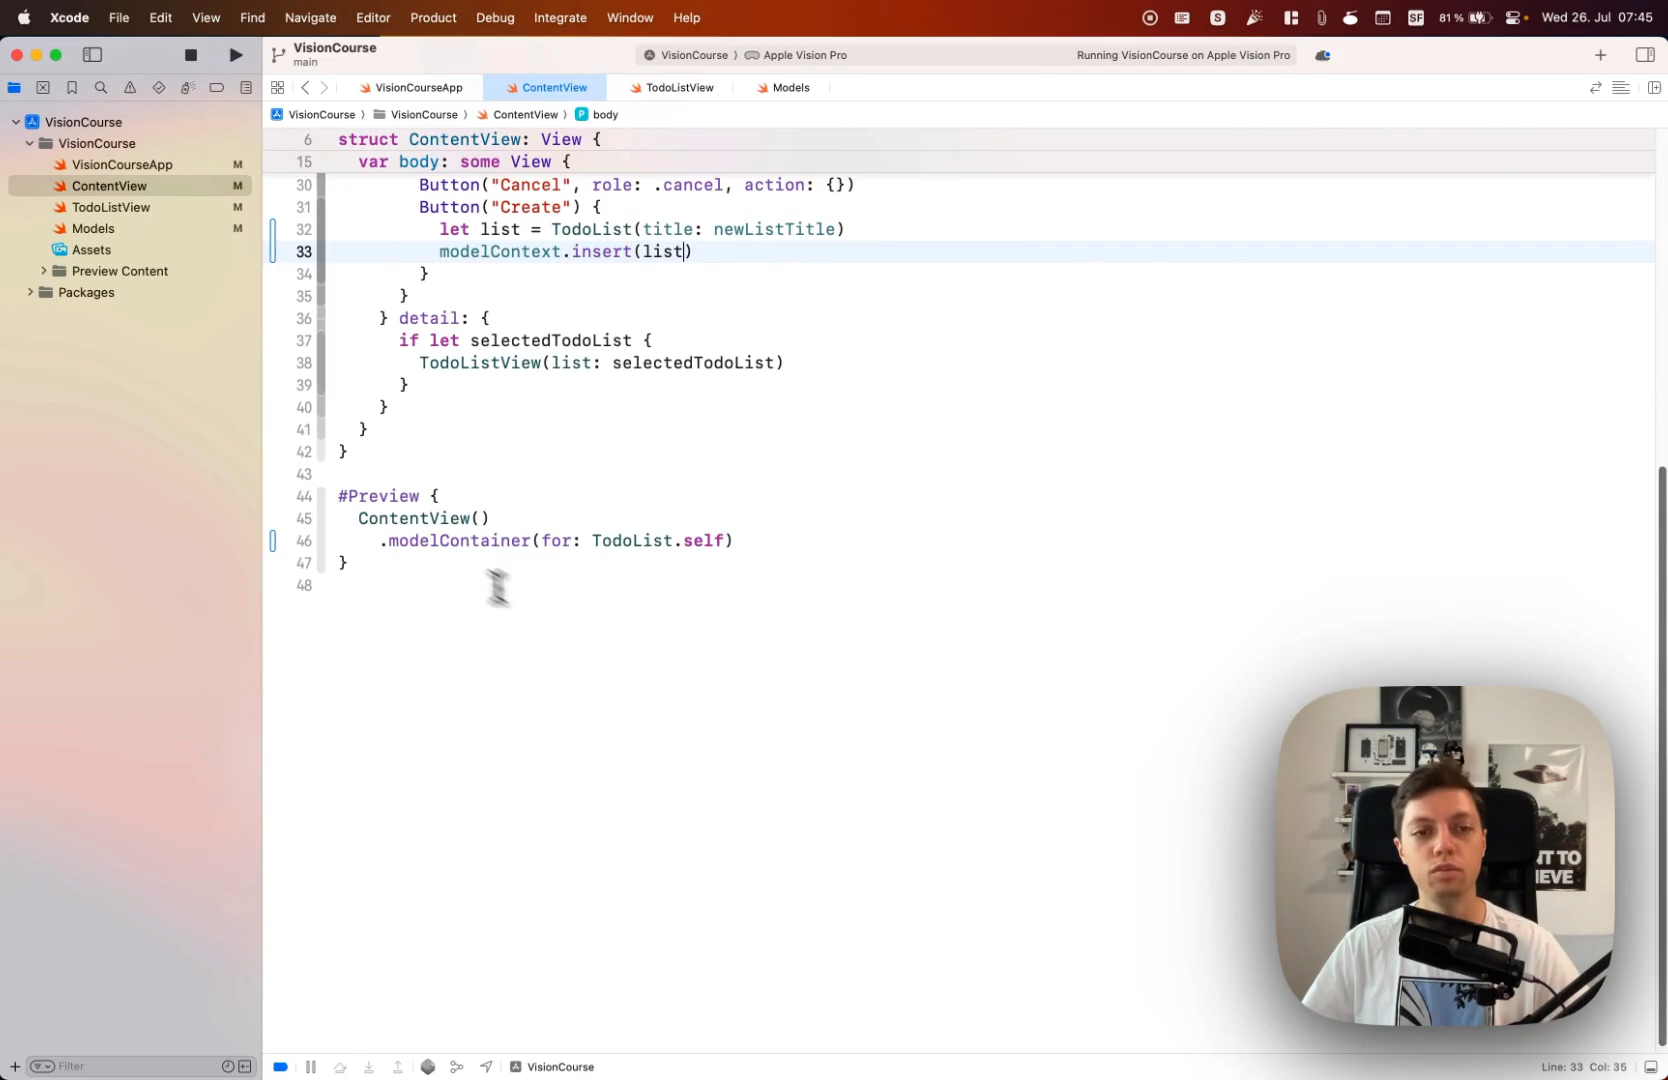 Xcode File Edit View Find Navigate Editor Product Debug Integrate Window Help
S SF 81 % Wed 26. Jul 07:45
VisionCourse
main
VisionCourse Apple Vision Pro
Running VisionCourse on Apple Vision Pro
VisionCourseApp ContentView TodoListView Models
VisionCourse VisionCourse ContentView P body
VisionCourse
VisionCourse
VisionCourseApp M
ContentView M
TodoListView M
Models M
Assets
Preview Content
Packages
6 struct ContentView: View {
15 var body: some View {
30 Button("Cancel", role: .cancel, action: {})
31 Button("Create") {
32 let list = TodoList(title: newListTitle)
33 modelContext.insert(list)
34 }
35 }
36 } detail: {
37 if let selectedTodoList {
38 TodoListView(list: selectedTodoList)
39 }
40 }
41 }
42 }
43
44 #Preview {
45 ContentView()
46 .modelContainer(for: TodoList.self)
47 }
48
Filter
VisionCourse
Line: 33 Col: 35